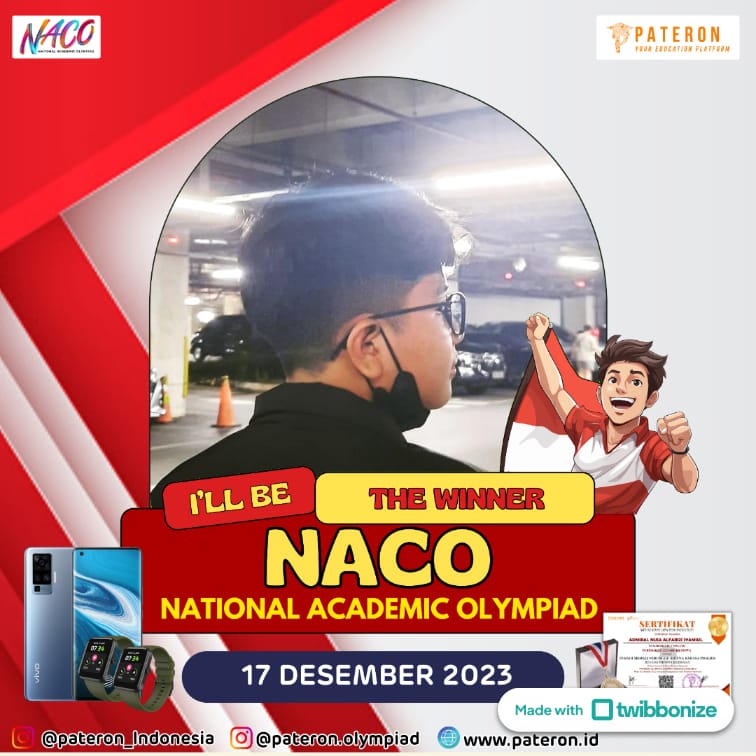 NACO
NATIONAL ACADEMIC OLYMPIAD
PATERON
YOUR EDUCATION PLATFORM
I'LL BE
THE WINNER
NACO
NATIONAL ACADEMIC OLYMPIAD
17 DESEMBER 2023
vivo
SERTIFIKAT
Made with twibbonize
@pateron_Indonesia @pateron.olympiad www.pateron.id